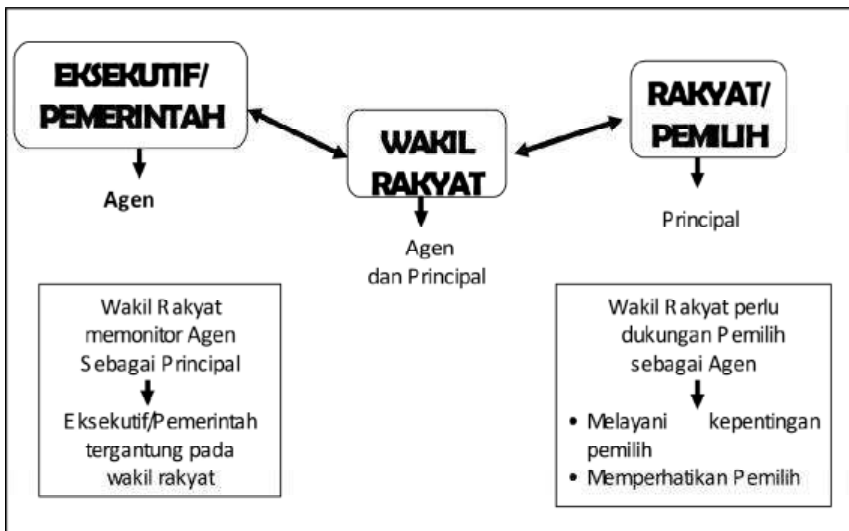 EKSEKUTIF/
PEMERINTAH
Agen
WAKIL
RAKYAT
Agen
dan Principal
RAKYAT/
PEMILIH
Principal
Wakil Rakyat
memonitor Agen
Sebagai Principal
Eksekutif/Pemerintah
tergantung pada
wakil rakyat
Wakil Rakyat perlu
dukungan Pemilih
sebagai Agen
• Melayani kepentingan
pemilih
• Memperhatikan Pemilih